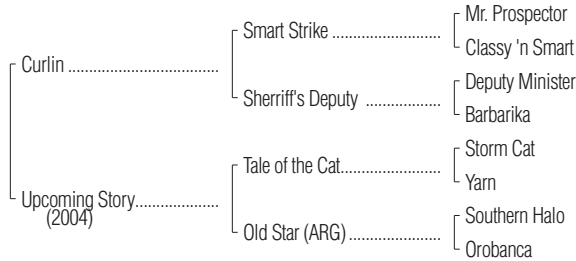 Mr. Prospector
Smart Strike ........................
Classy 'n Smart
Curlin .................................
Deputy Minister
Sherriff's Deputy ................
Barbarika
Storm Cat
Tale of the Cat......................
Yarn
Upcoming Story..................
(2004)
Southern Halo
Old Star (ARG) ....................
Orobanca